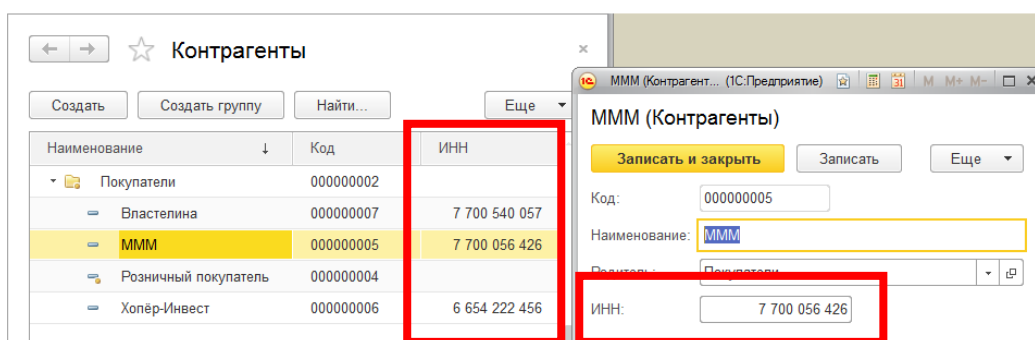 Контрагенты
Создать Создать группу Найти... Еще
Наименование Код ИНН
Покупатели 000000002
Властелина 000000007 7 700 540 057
МММ 000000005 7 700 056 426
Розничный покупатель 000000004
Хопёр-Инвест 000000006 6 654 222 456
МММ (Контрагент... (1С:Предприятие) 31 M M+ M-
МММ (Контрагенты)
Записать и закрыть Записать Еще
Код: 000000005
Наименование: МММ
Родитель: Покупатели
ИНН: 7 700 056 426